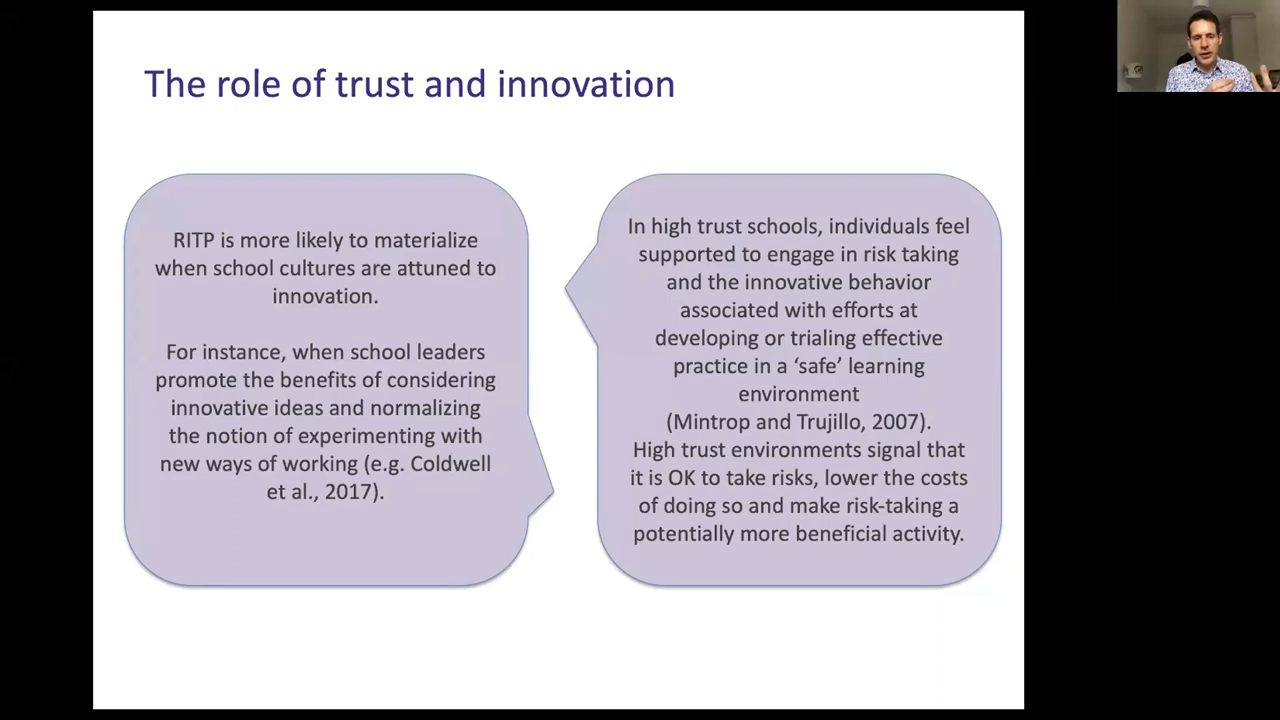 The role of trust and innovation
RITP is more likely to materialize
when school cultures are attuned to
innovation.
For instance, when school leaders
promote the benefits of considering
innovative ideas and normalizing
the notion of experimenting with
new ways of working (e.g. Coldwell
et al., 2017).
In high trust schools, individuals feel
supported to engage in risk taking
and the innovative behavior
associated with efforts at
developing or trialing effective
practice in a ‘safe’ learning
environment
(Mintrop and Trujillo, 2007).
High trust environments signal that
it is OK to take risks, lower the costs
of doing so and make risk-taking a
potentially more beneficial activity.